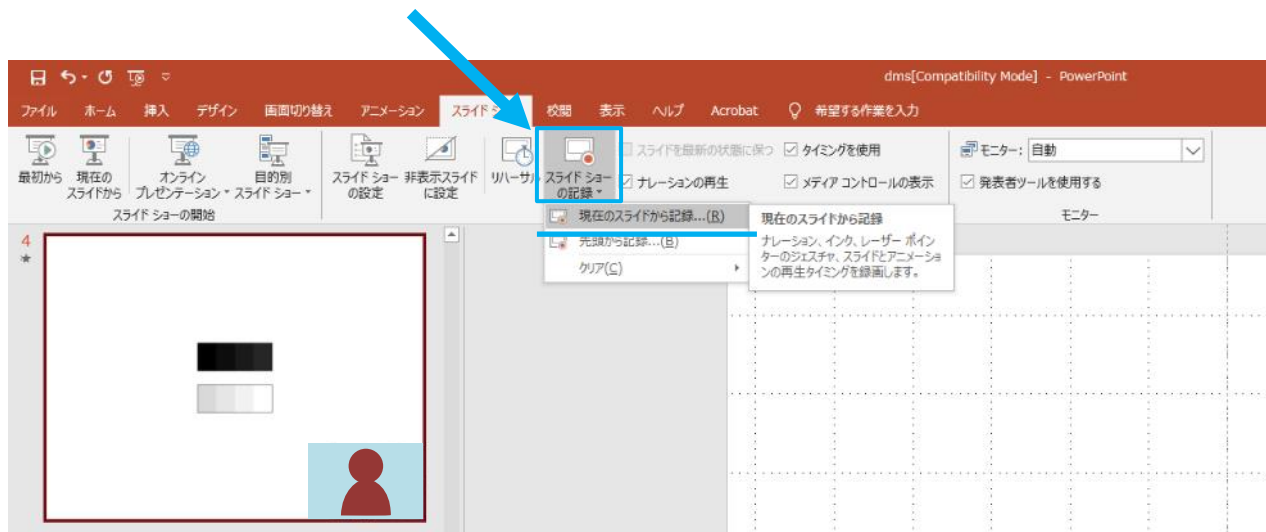 dms[Compatibility Mode] - PowerPoint
ファイル ホーム 挿入 デザイン 画面切り替え アニメーション スライド 校閲 表示 ヘルプ Acrobat 希望する作業を入力
最初から
現在の
スライドから
オンライン
プレゼンテーション
目的別
スライド ショー
スライド ショーの開始
スライド ショー
の設定
非表示スライド
に設定
リハーサル
スライド ショー
の記録
スライドを最新の状態に保つ
ナレーションの再生
タイミングを使用
メディア コントロールの表示
モニター: 自動
発表者ツールを使用する
モニター
現在のスライドから記録...(R)
先頭から記録...(B)
クリア(C)
現在のスライドから記録
ナレーション、インク、レーザー ポイン
ターのジェスチャ、スライドとアニメーショ
ンの再生タイミングを録画します。
4